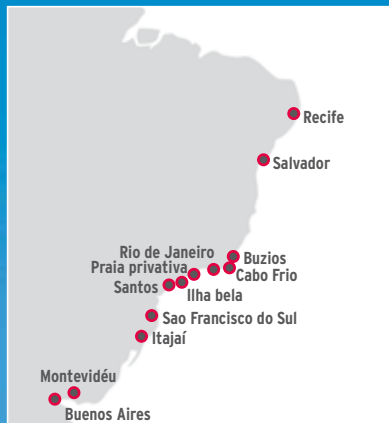 Recife
Salvador
Rio de Janeiro
Buzios
Praia privativa
Cabo Frio
Santos
Ilha bela
Sao Francisco do Sul
Itajaí
Montevidéu
Buenos Aires